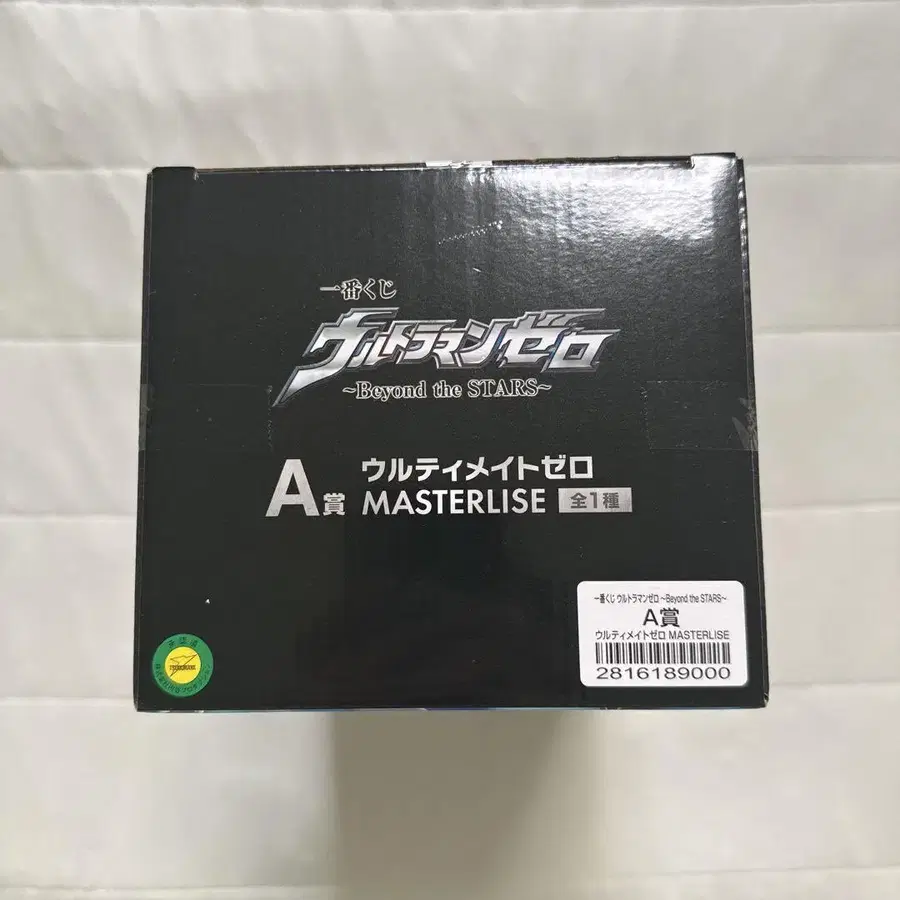 一番くじ
ウルトラマンゼロ
~Beyond the STARS~
A賞
ウルティメイトゼロ
MASTERLISE 全1種
一番くじ ウルトラマンゼロ ~Beyond the STARS~
A賞
ウルティメイトゼロ MASTERLISE
2816189000